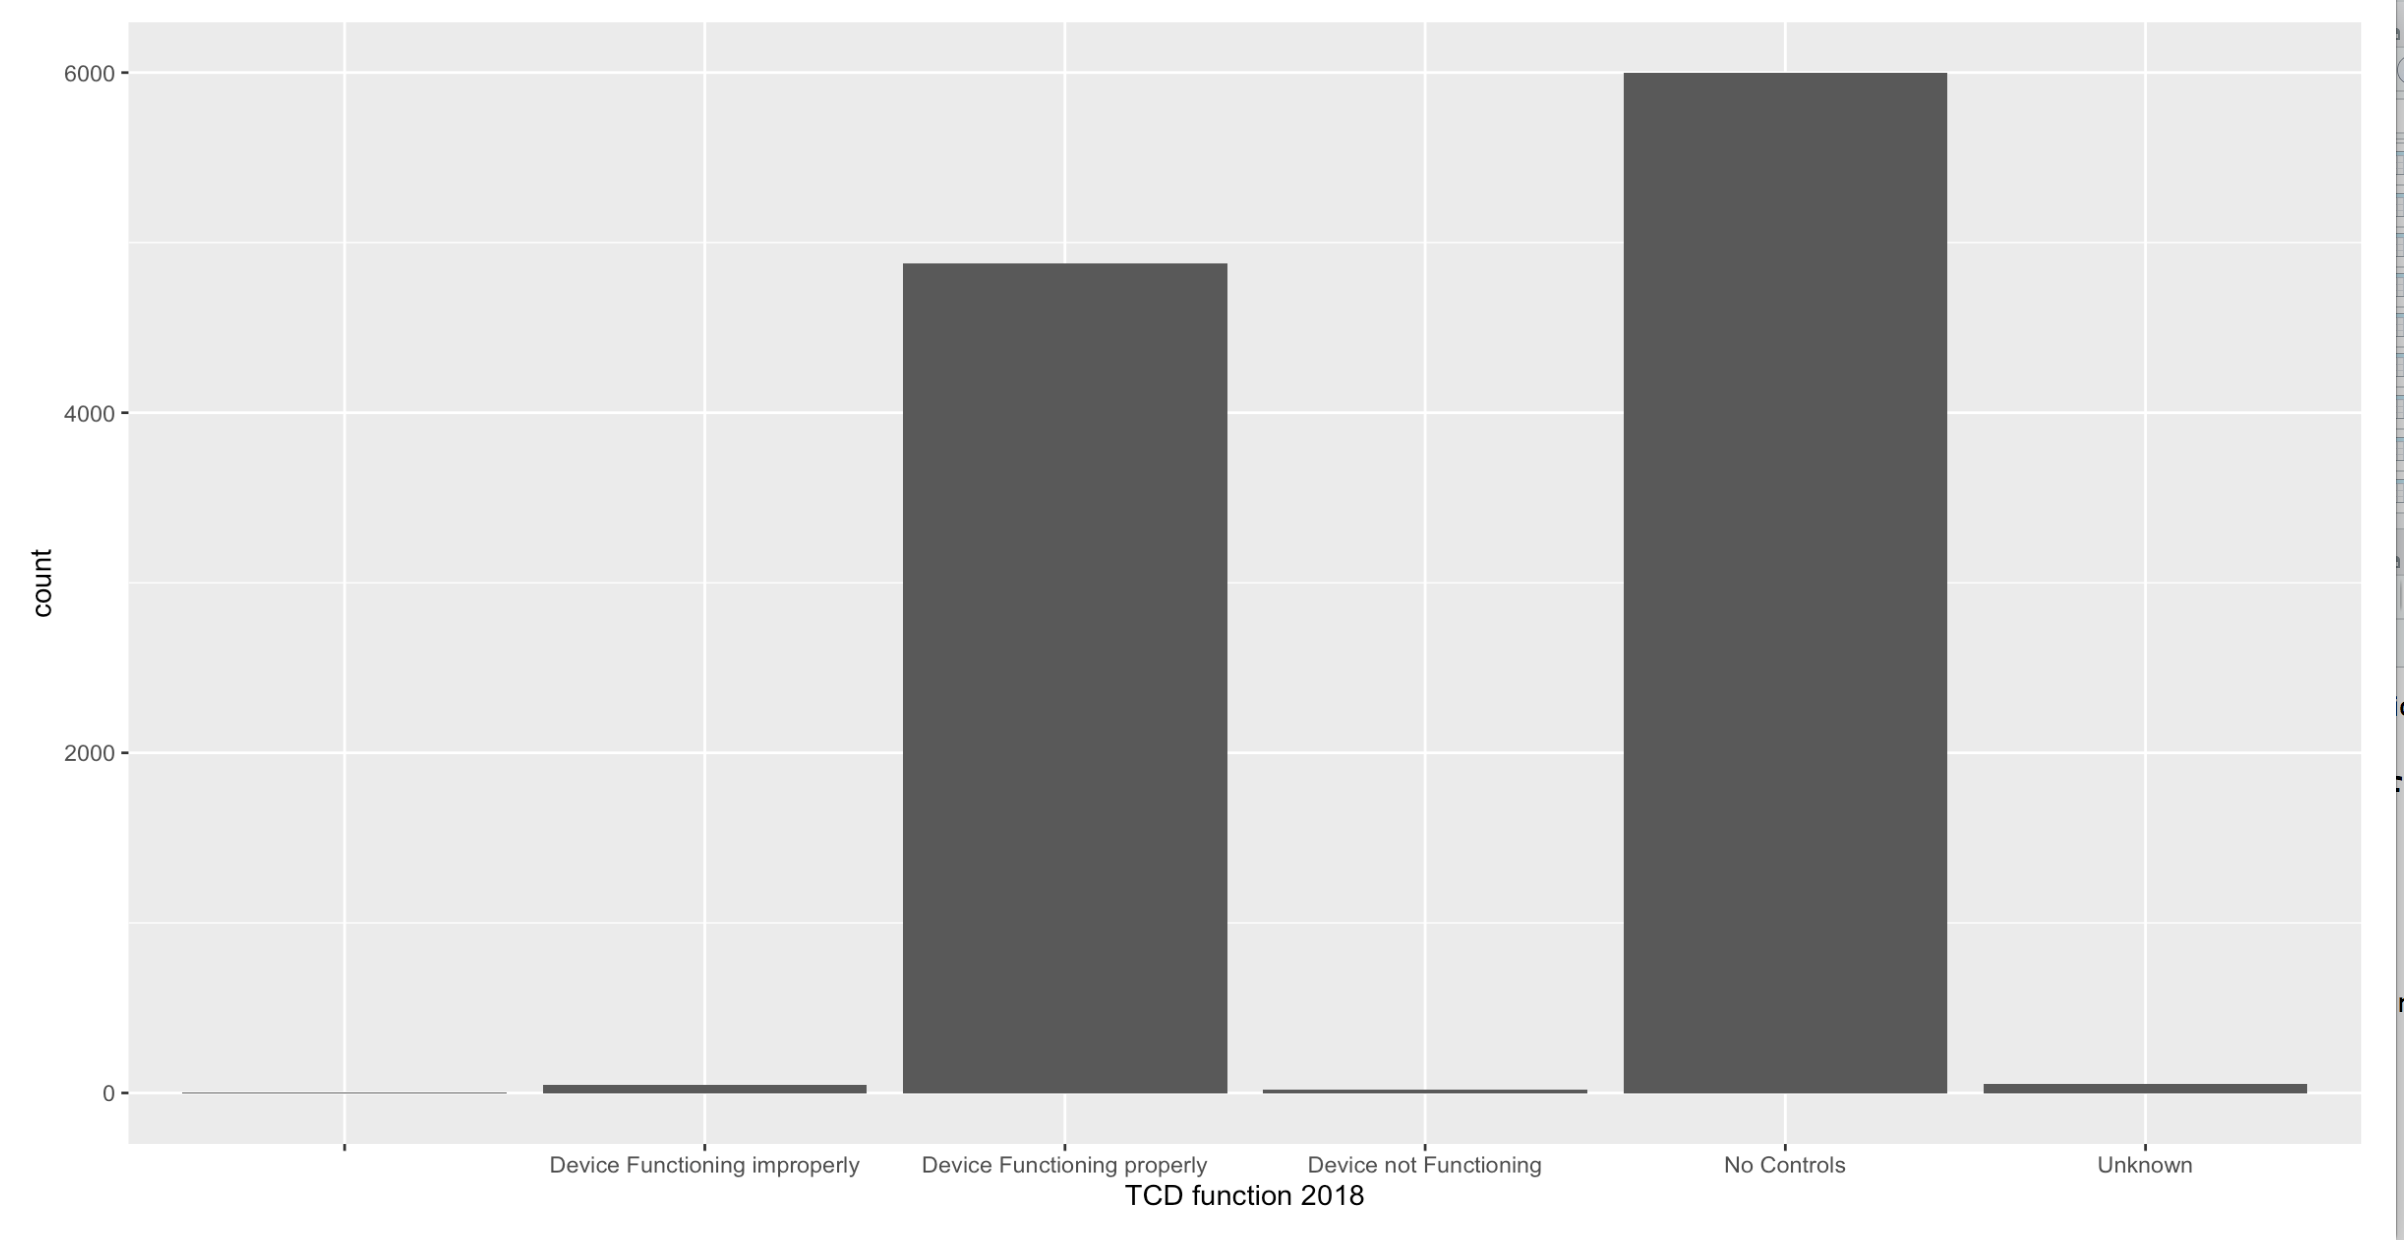 6000
4000
2000
0
count
Device Functioning improperly
Device Functioning properly
Device not Functioning
No Controls
Unknown
TCD function 2018